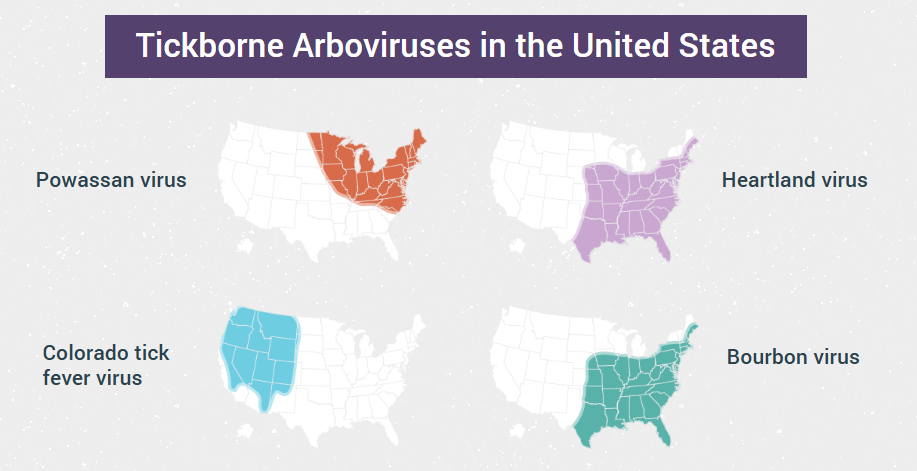 Tickborne Arboviruses in the United States
Powassan virus
Heartland virus
Colorado tick
fever virus
Bourbon virus